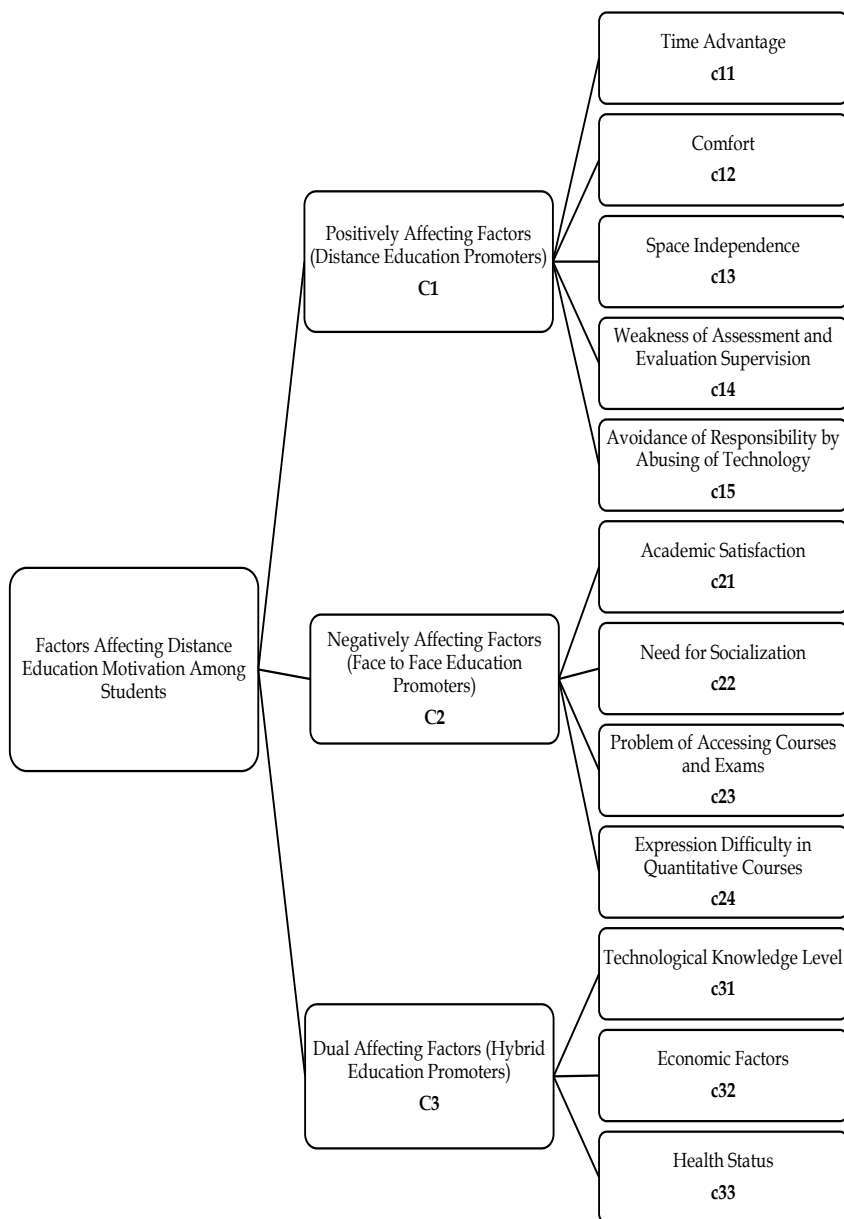 Factors Affecting Distance
Education Motivation Among
Students
Positively Affecting Factors
(Distance Education Promoters)
C1
Time Advantage
c11
Comfort
c12
Space Independence
c13
Weakness of Assessment and
Evaluation Supervision
c14
Avoidance of Responsibility by
Abusing of Technology
c15
Negatively Affecting Factors
(Face to Face Education
Promoters)
C2
Academic Satisfaction
c21
Need for Socialization
c22
Problem of Accessing Courses
and Exams
c23
Expression Difficulty in
Quantitative Courses
c24
Dual Affecting Factors (Hybrid
Education Promoters)
C3
Technological Knowledge Level
c31
Economic Factors
c32
Health Status
c33